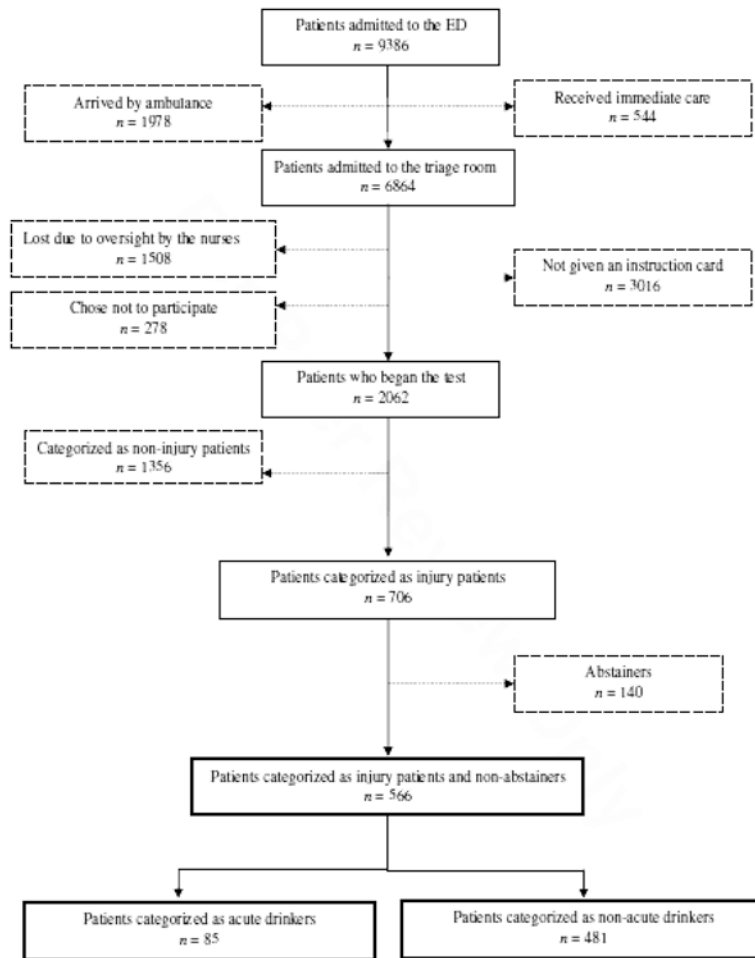 Patients admitted to the ED
n = 9386
Arrived by ambulance
n = 1978
Received immediate care
n = 544
Patients admitted to the triage room
n = 6864
Lost due to oversight by the nurses
n = 1508
Not given an instruction card
n = 3016
Chose not to participate
n = 278
Patients who began the test
n = 2062
Categorized as non-injury patients
n = 1356
Patients categorized as injury patients
n = 706
Abstainers
n = 140
Patients categorized as injury patients and non-abstainers
n = 566
Patients categorized as acute drinkers
n = 85
Patients categorized as non-acute drinkers
n = 481